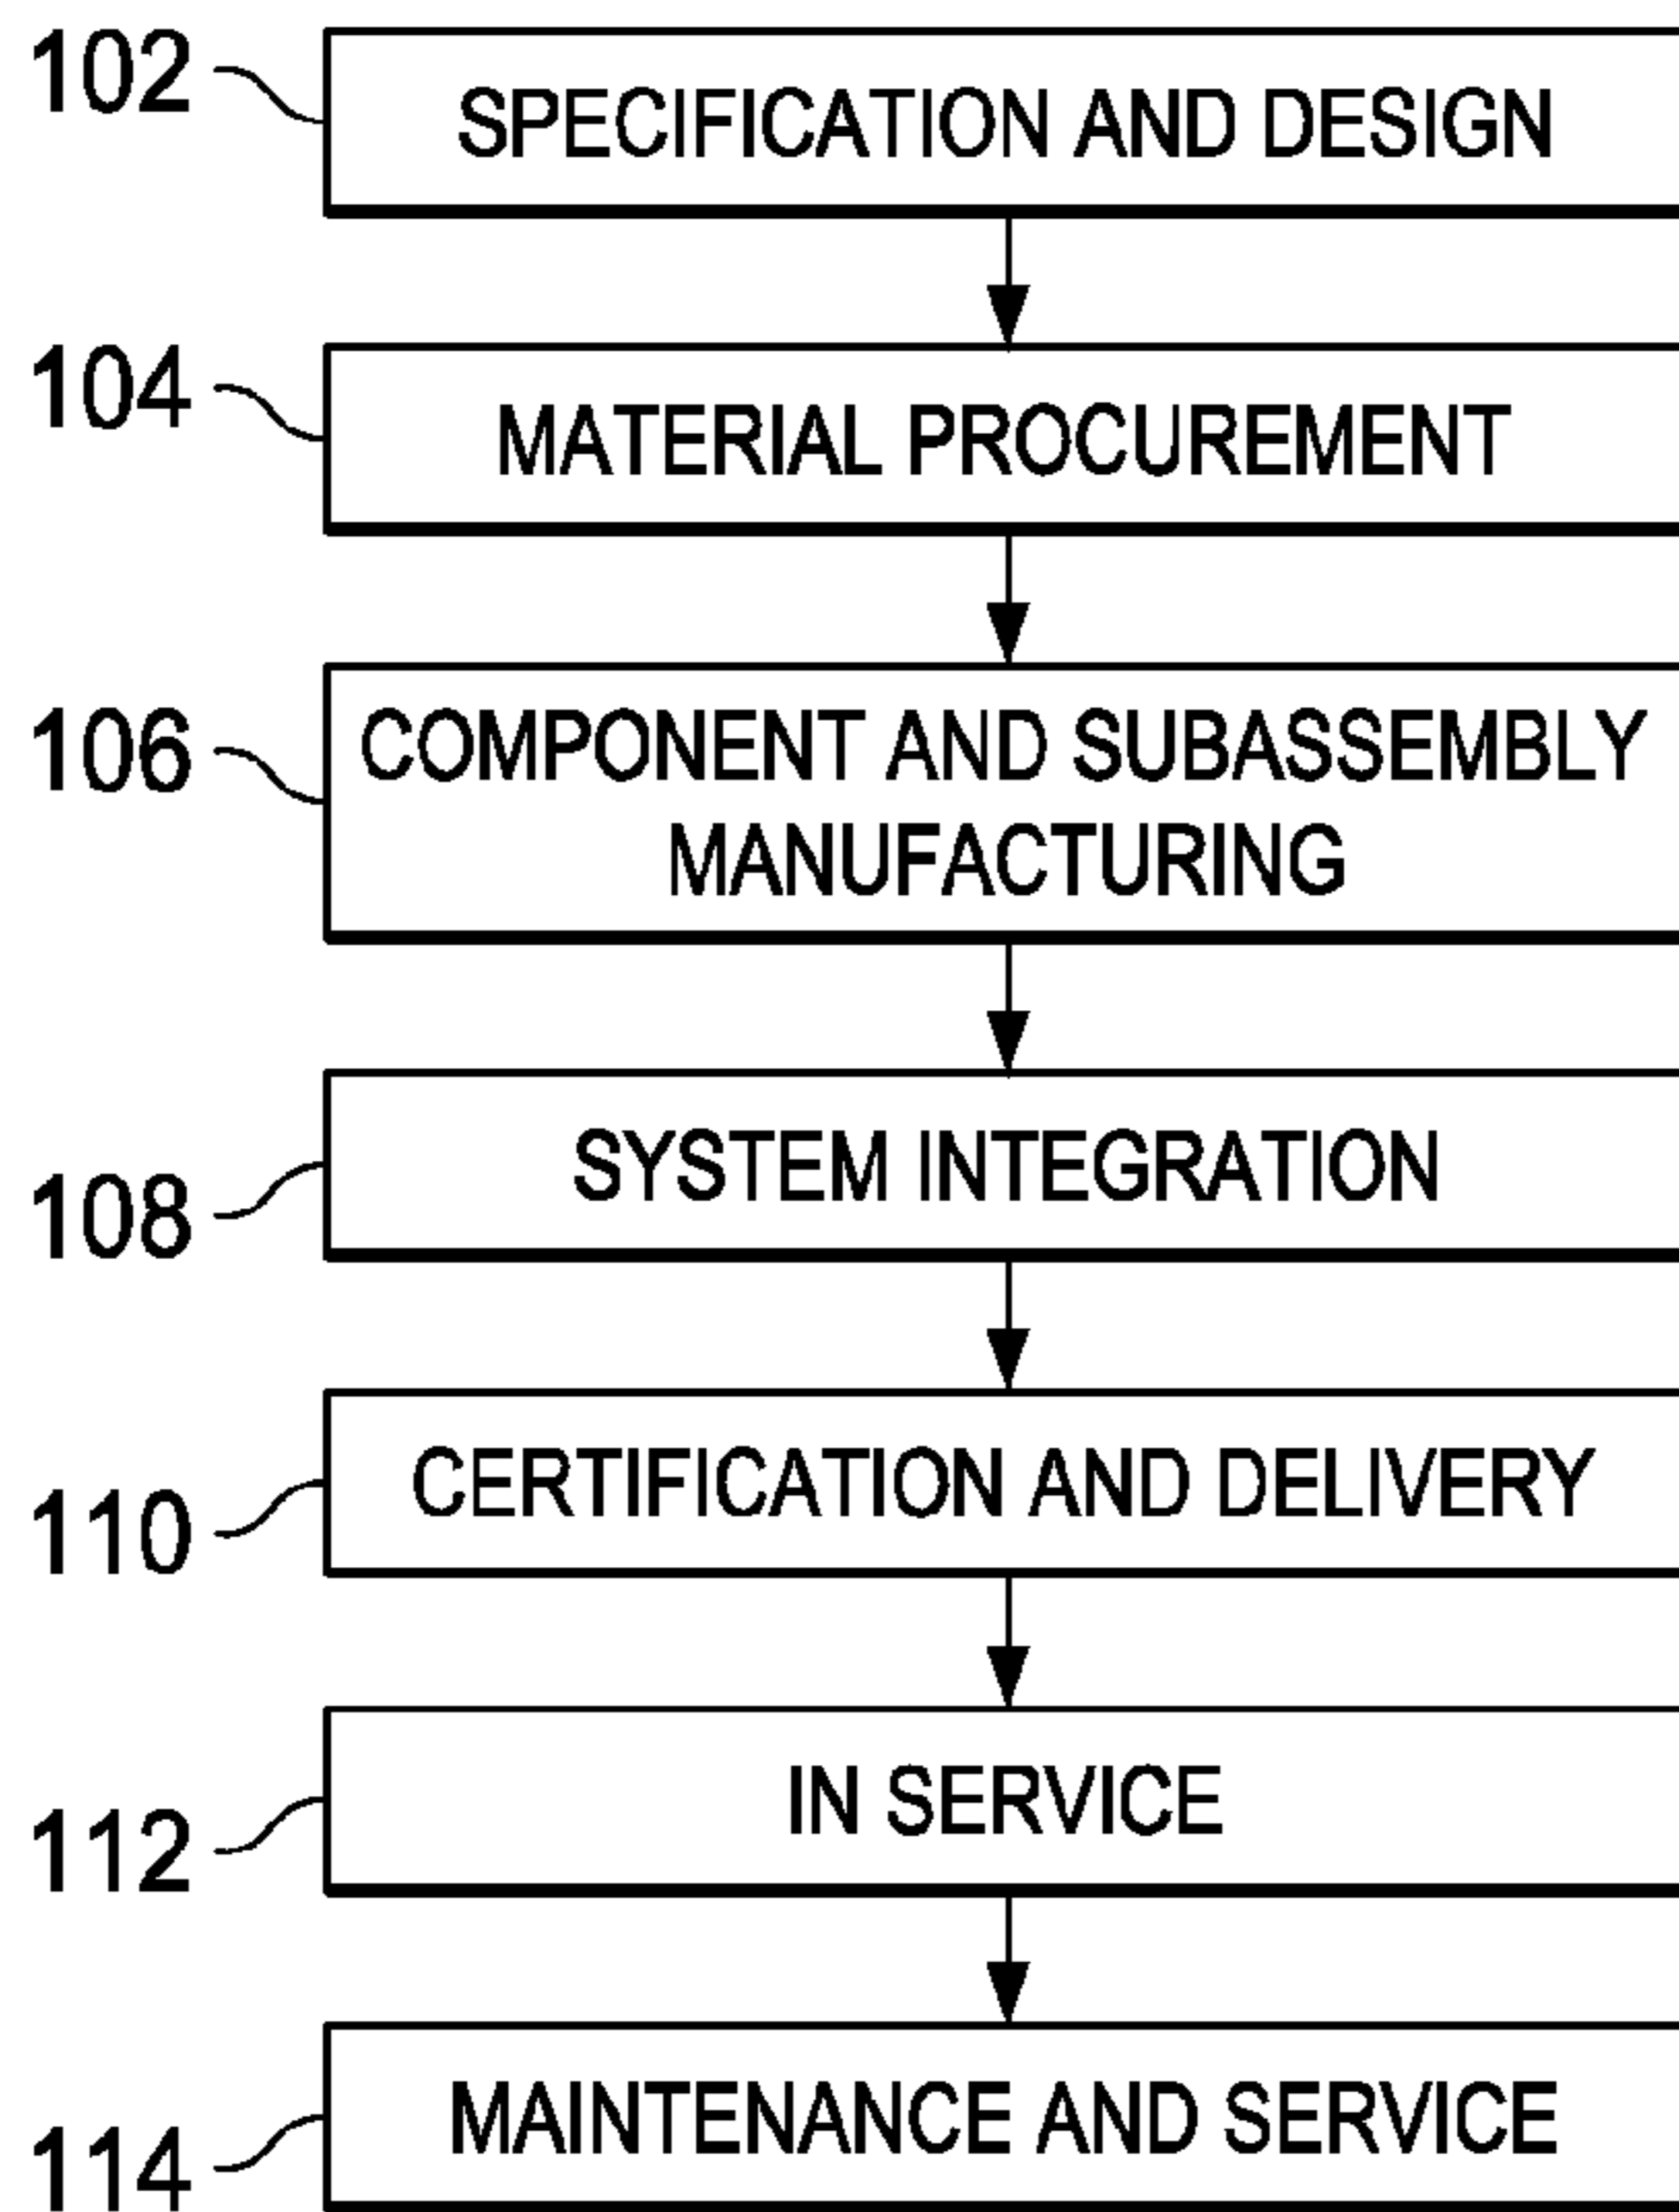 102 SPECIFICATION AND DESIGN
104 MATERIAL PROCUREMENT
106 COMPONENT AND SUBASSEMBLY
MANUFACTURING
108 SYSTEM INTEGRATION
110 CERTIFICATION AND DELIVERY
112 IN SERVICE
114 MAINTENANCE AND SERVICE